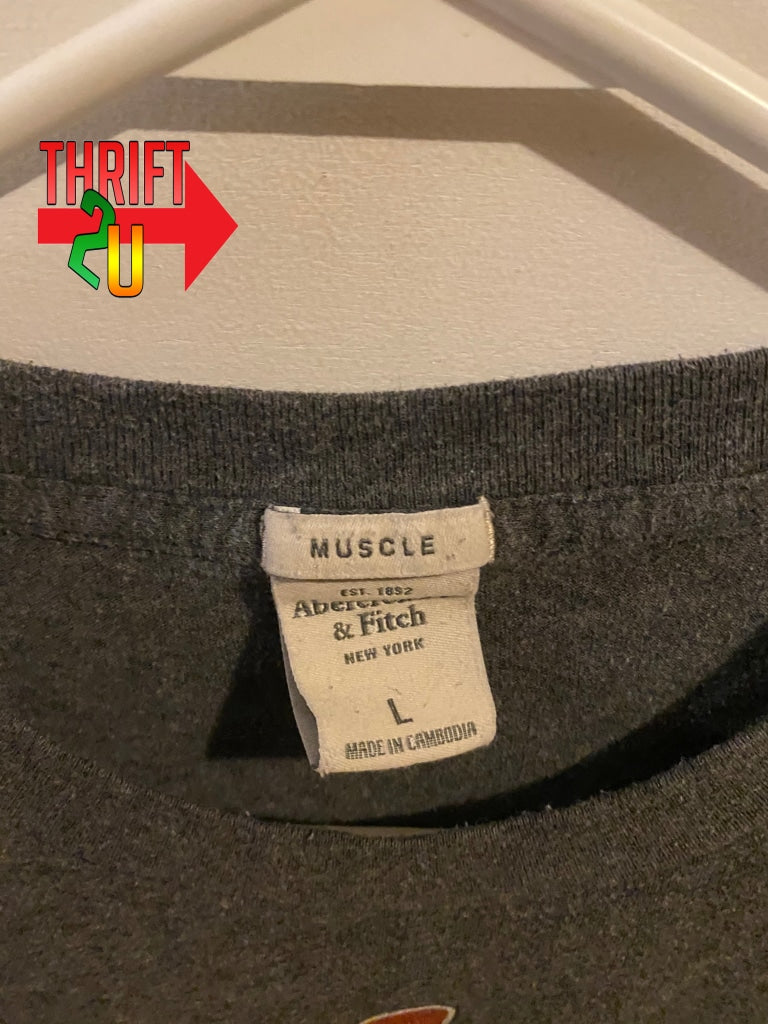 THRIFT
2U
MUSCLE
EST. 1892
& Fitch
NEW YORK
L
MADE IN CAMBODIA